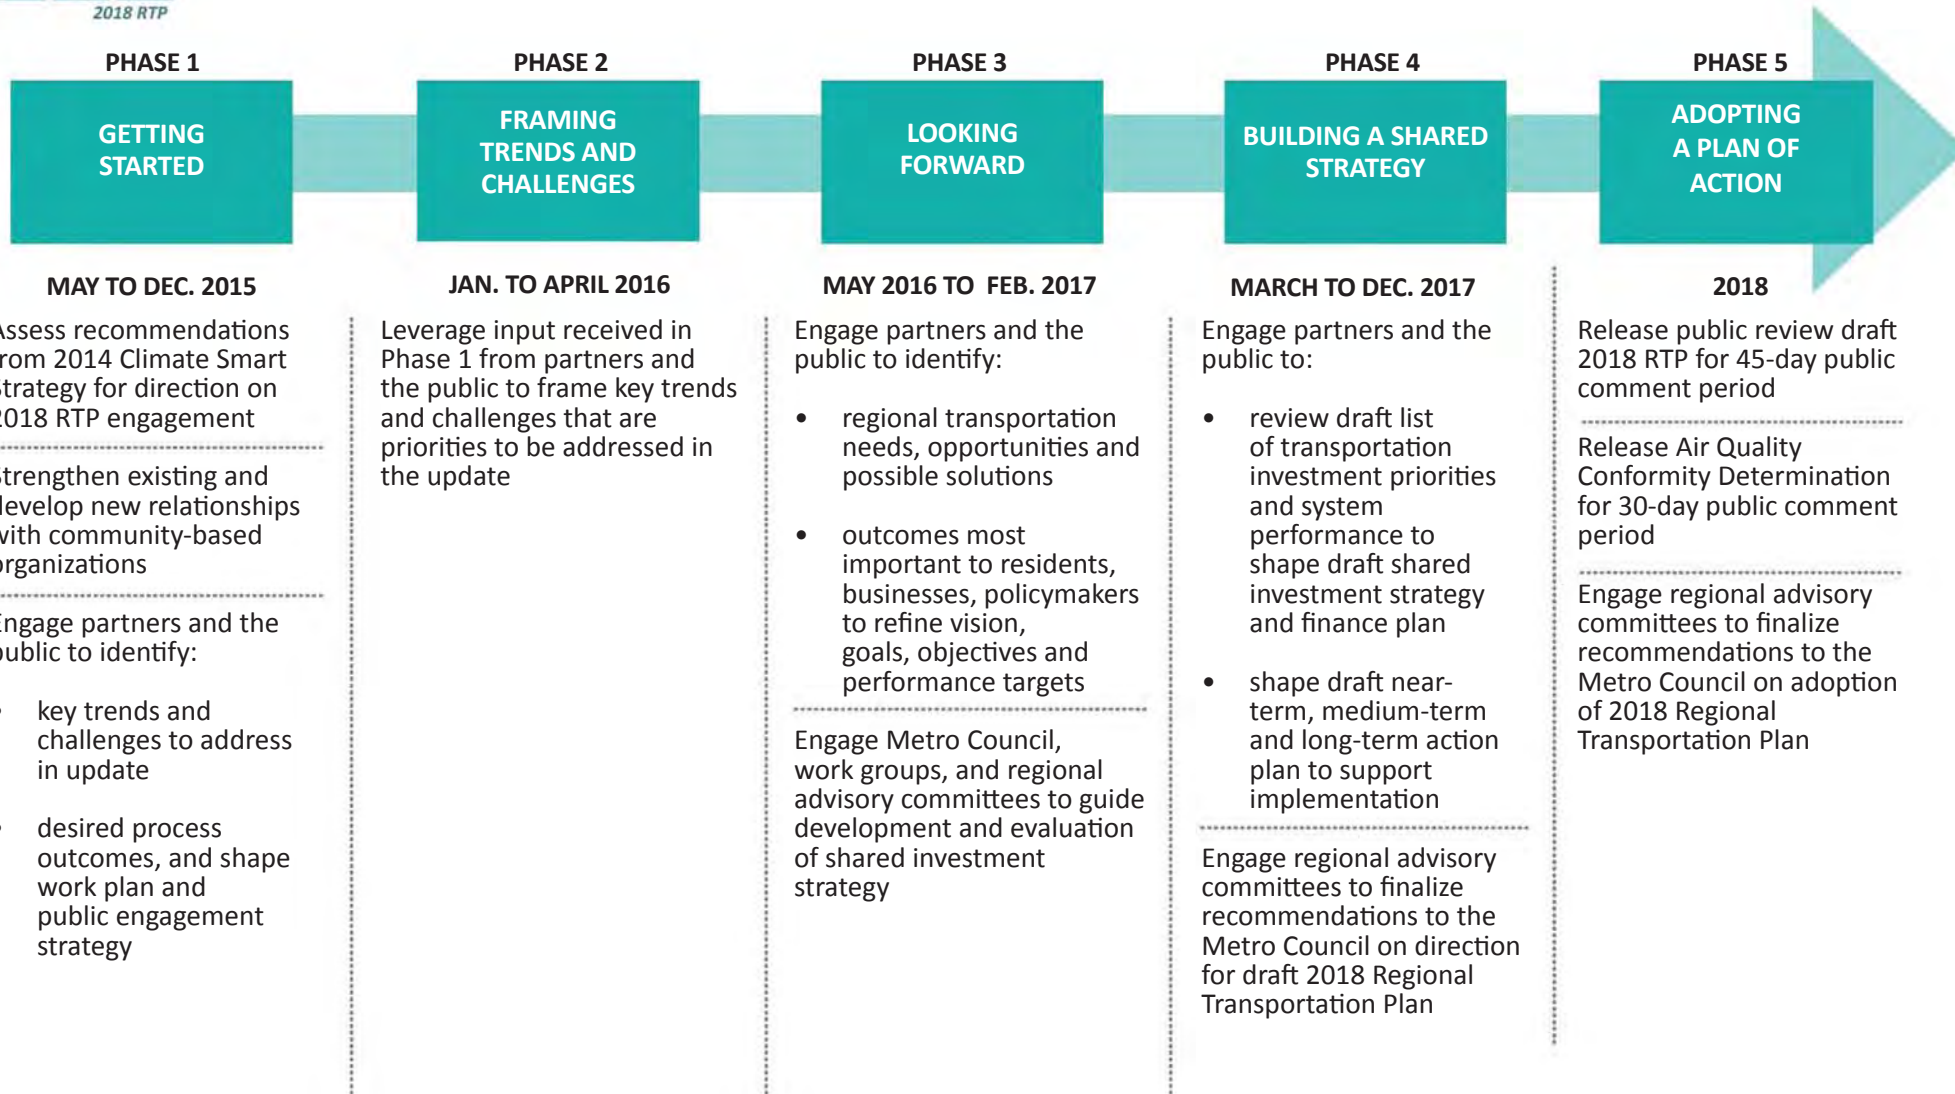 2018 RTP
PHASE 1
GETTING
STARTED
MAY TO DEC. 2015
Assess recommendations
from 2014 Climate Smart
Strategy for direction on
2018 RTP engagement
Strengthen existing and
develop new relationships
with community-based
organizations
Engage partners and the
public to identify:
• key trends and
challenges to address
in update
• desired process
outcomes, and shape
work plan and
public engagement
strategy
PHASE 2
FRAMING
TRENDS AND
CHALLENGES
JAN. TO APRIL 2016
Leverage input received in
Phase 1 from partners and
the public to frame key trends
and challenges that are
priorities to be addressed in
the update
PHASE 3
LOOKING
FORWARD
MAY 2016 TO FEB. 2017
Engage partners and the
public to identify:
• regional transportation
needs, opportunities and
possible solutions
• outcomes most
important to residents,
businesses, policymakers
to refine vision,
goals, objectives and
performance targets
Engage Metro Council,
work groups, and regional
advisory committees to guide
development and evaluation
of shared investment
strategy
PHASE 4
BUILDING A SHARED
STRATEGY
MARCH TO DEC. 2017
Engage partners and the
public to:
• review draft list
of transportation
investment priorities
and system
performance to
shape draft shared
investment strategy
and finance plan
• shape draft near-
term, medium-term
and long-term action
plan to support
implementation
Engage regional advisory
committees to finalize
recommendations to the
Metro Council on direction
for draft 2018 Regional
Transportation Plan
PHASE 5
ADOPTING
A PLAN OF
ACTION
2018
Release public review draft
2018 RTP for 45-day public
comment period
Release Air Quality
Conformity Determination
for 30-day public comment
period
Engage regional advisory
committees to finalize
recommendations to the
Metro Council on adoption
of 2018 Regional
Transportation Plan